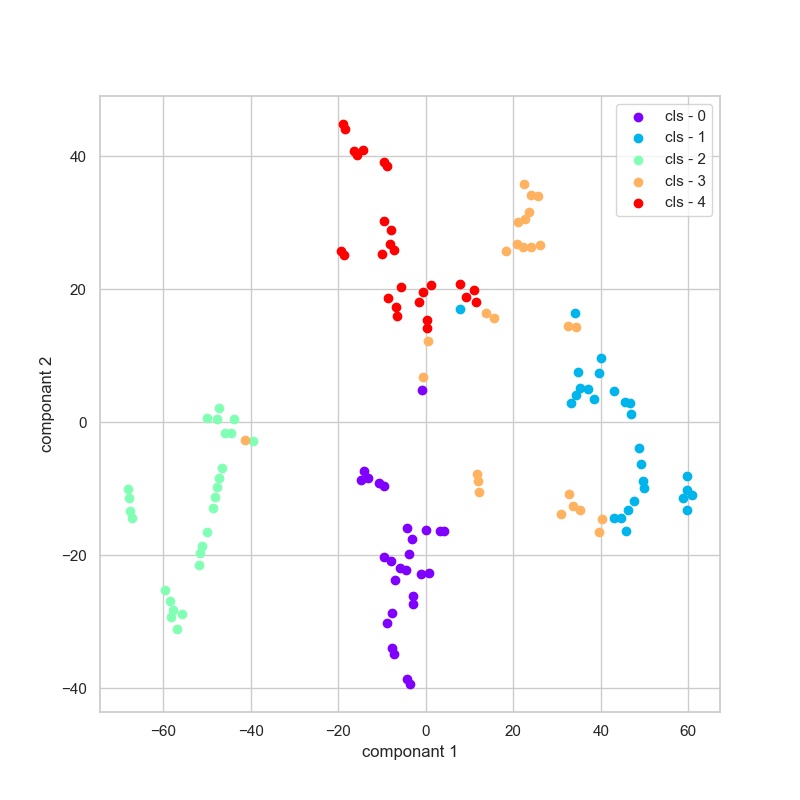 cls - 0
cls - 1
cls - 2
cls - 3
cls - 4
40
20
0
−20
−40
componant 2
−60
−40
−20
0
20
40
60
componant 1